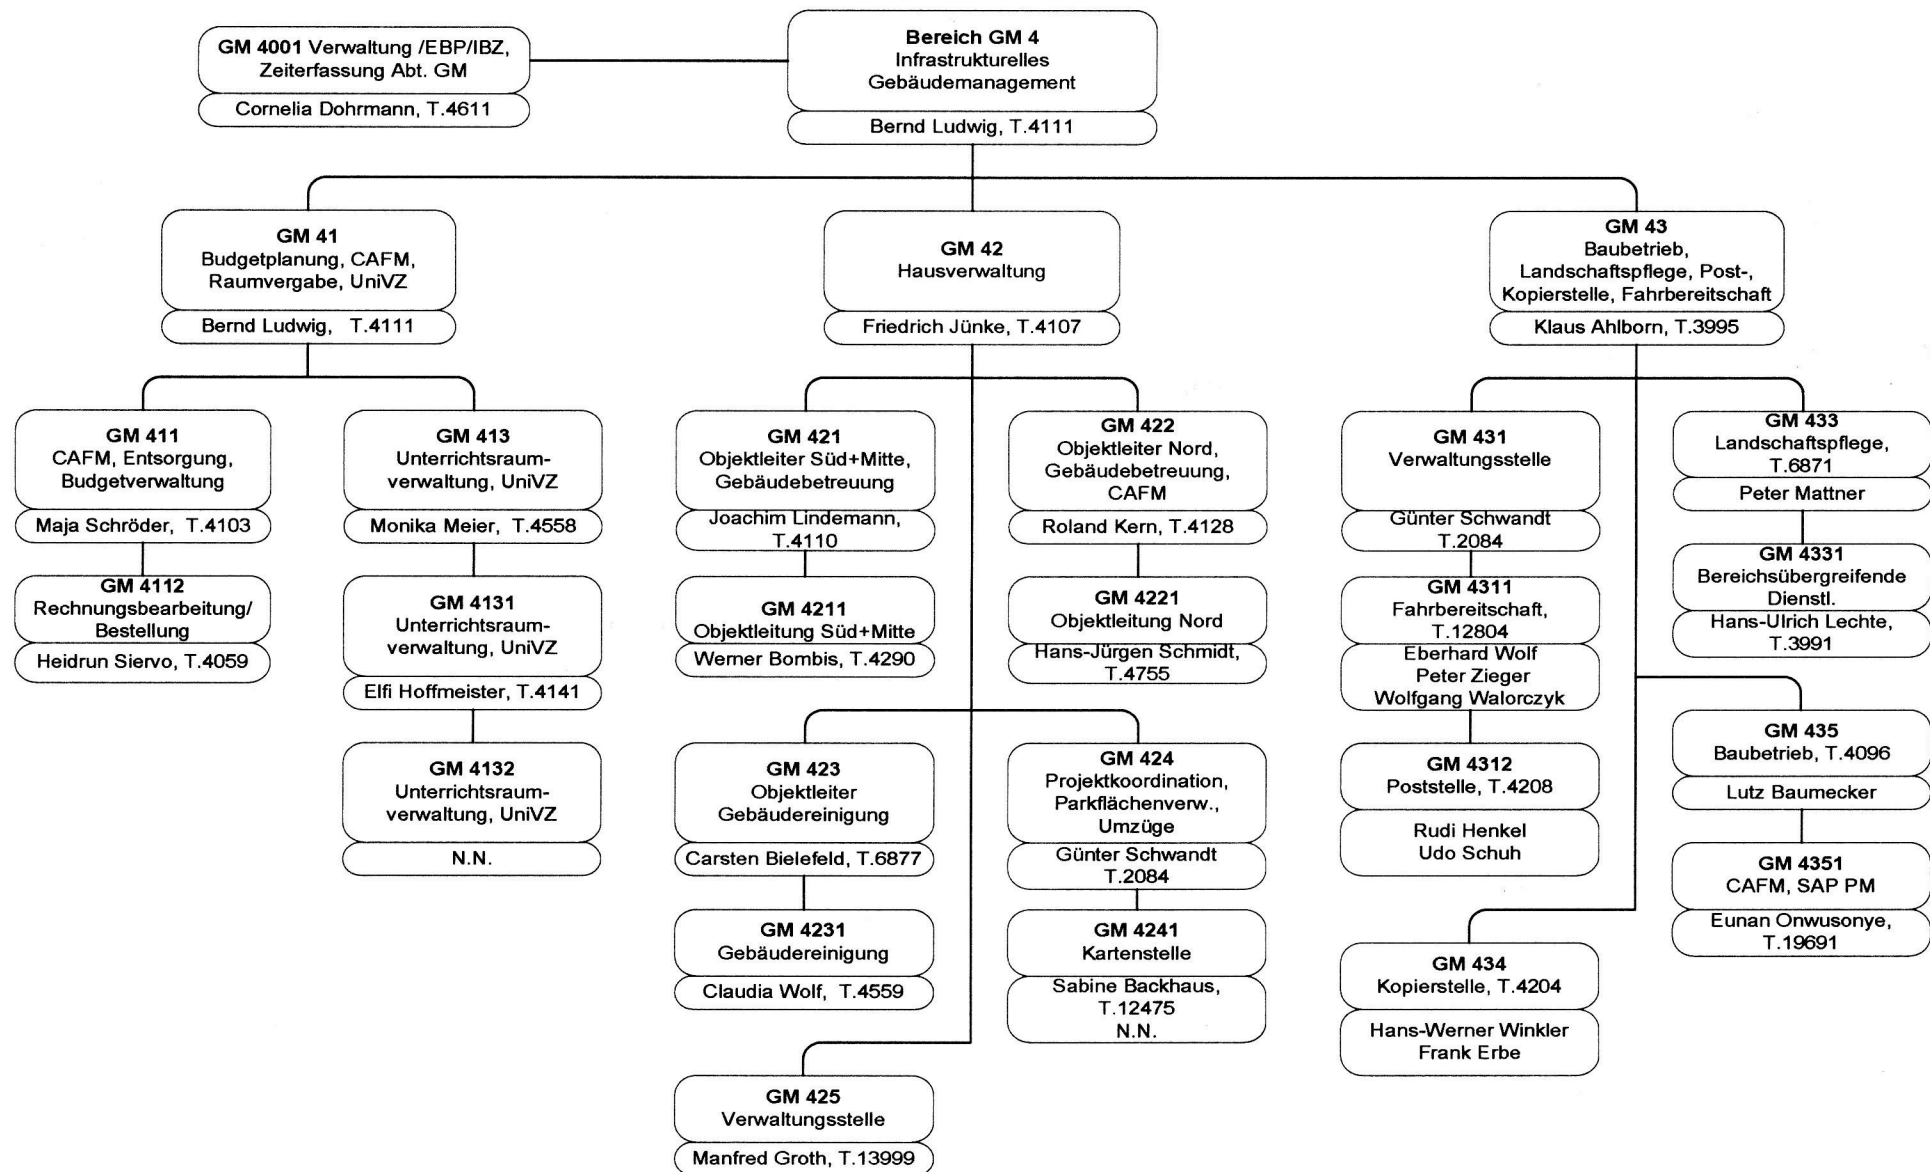 GM 4001 Verwaltung /EBP/IBZ,
Zeiterfassung Abt. GM
Cornelia Dohrmann, T.4611
Bereich GM 4
Infrastrukturelles
Gebäudemanagement
Bernd Ludwig, T.4111
GM 41
Budgetplanung, CAFM,
Raumvergabe, UniVZ
Bernd Ludwig, T.4111
GM 42
Hausverwaltung
Friedrich Jünke, T.4107
GM 43
Baubetrieb,
Landschaftspflege, Post-,
Kopierstelle, Fahrbereitschaft
Klaus Ahlborn, T.3995
GM 411
CAFM, Entsorgung,
Budgetverwaltung
Maja Schröder, T.4103
GM 4112
Rechnungsbearbeitung/
Bestellung
Heidrun Siervo, T.4059
GM 413
Unterrichtsraum-
verwaltung, UniVZ
Monika Meier, T.4558
GM 4131
Unterrichtsraum-
verwaltung, UniVZ
Elfi Hoffmeister, T.4141
GM 4132
Unterrichtsraum-
verwaltung, UniVZ
N.N.
GM 421
Objektleiter Süd+Mitte,
Gebäudebetreuung
Joachim Lindemann,
T.4110
GM 4211
Objektleitung Süd+Mitte
Werner Bombis, T.4290
GM 422
Objektleiter Nord,
Gebäudebetreuung,
CAFM
Roland Kern, T.4128
GM 4221
Objektleitung Nord
Hans-Jürgen Schmidt,
T.4755
GM 423
Objektleiter
Gebäudereinigung
Carsten Bielefeld, T.6877
GM 4231
Gebäudereinigung
Claudia Wolf, T.4559
GM 424
Projektkoordination,
Parkflächenverw.,
Umzüge
Günter Schwandt
T.2084
GM 4241
Kartenstelle
Sabine Backhaus,
T.12475
N.N.
GM 425
Verwaltungsstelle
Manfred Groth, T.13999
GM 431
Verwaltungsstelle
Günter Schwandt
T.2084
GM 4311
Fahrbereitschaft,
T.12804
Eberhard Wolf
Peter Zieger
Wolfgang Walorczyk
GM 4312
Poststelle, T.4208
Rudi Henkel
Udo Schuh
GM 433
Landschaftspflege,
T.6871
Peter Mattner
GM 4331
Bereichsübergreifende
Dienstl.
Hans-Ulrich Lechte,
T.3991
GM 435
Baubetrieb, T.4096
Lutz Baumecker
GM 4351
CAFM, SAP PM
Eunan Onwusonye,
T.19691
GM 434
Kopierstelle, T.4204
Hans-Werner Winkler
Frank Erbe